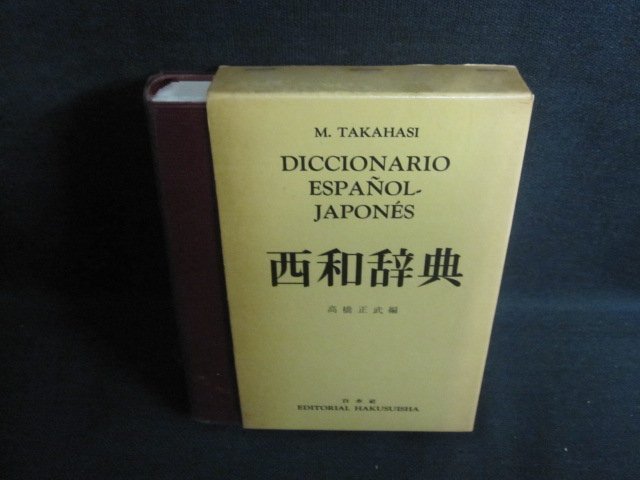 M. TAKAHASI
DICCIONARIO
ESPAÑOL-
JAPONÉS
西和辞典
高橋正武編
白水社
EDITORIAL HAKUSUISHA